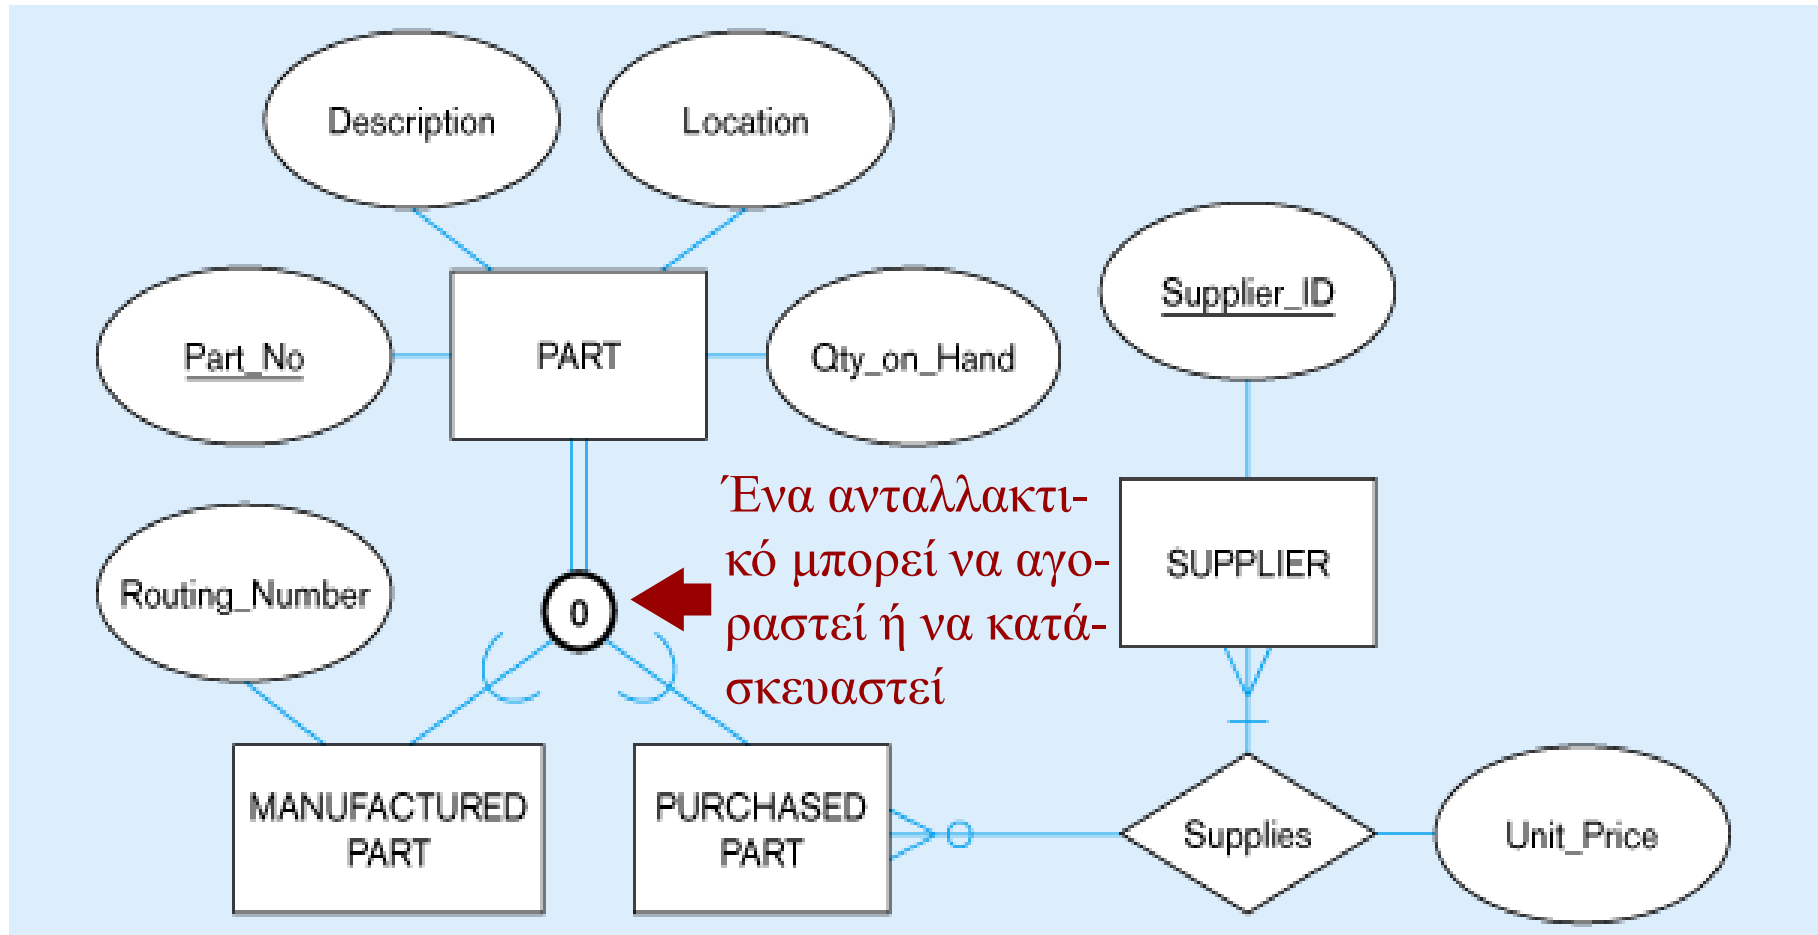 Description
Location
Supplier_ID
Part_No
PART
Qty_on_Hand
Ένα ανταλλακτι-
κό μπορεί να αγο-
ραστεί ή να κατά-
σκευαστεί
SUPPLIER
Routing_Number
0
MANUFACTURED
PART
PURCHASED
PART
Supplies
Unit_Price